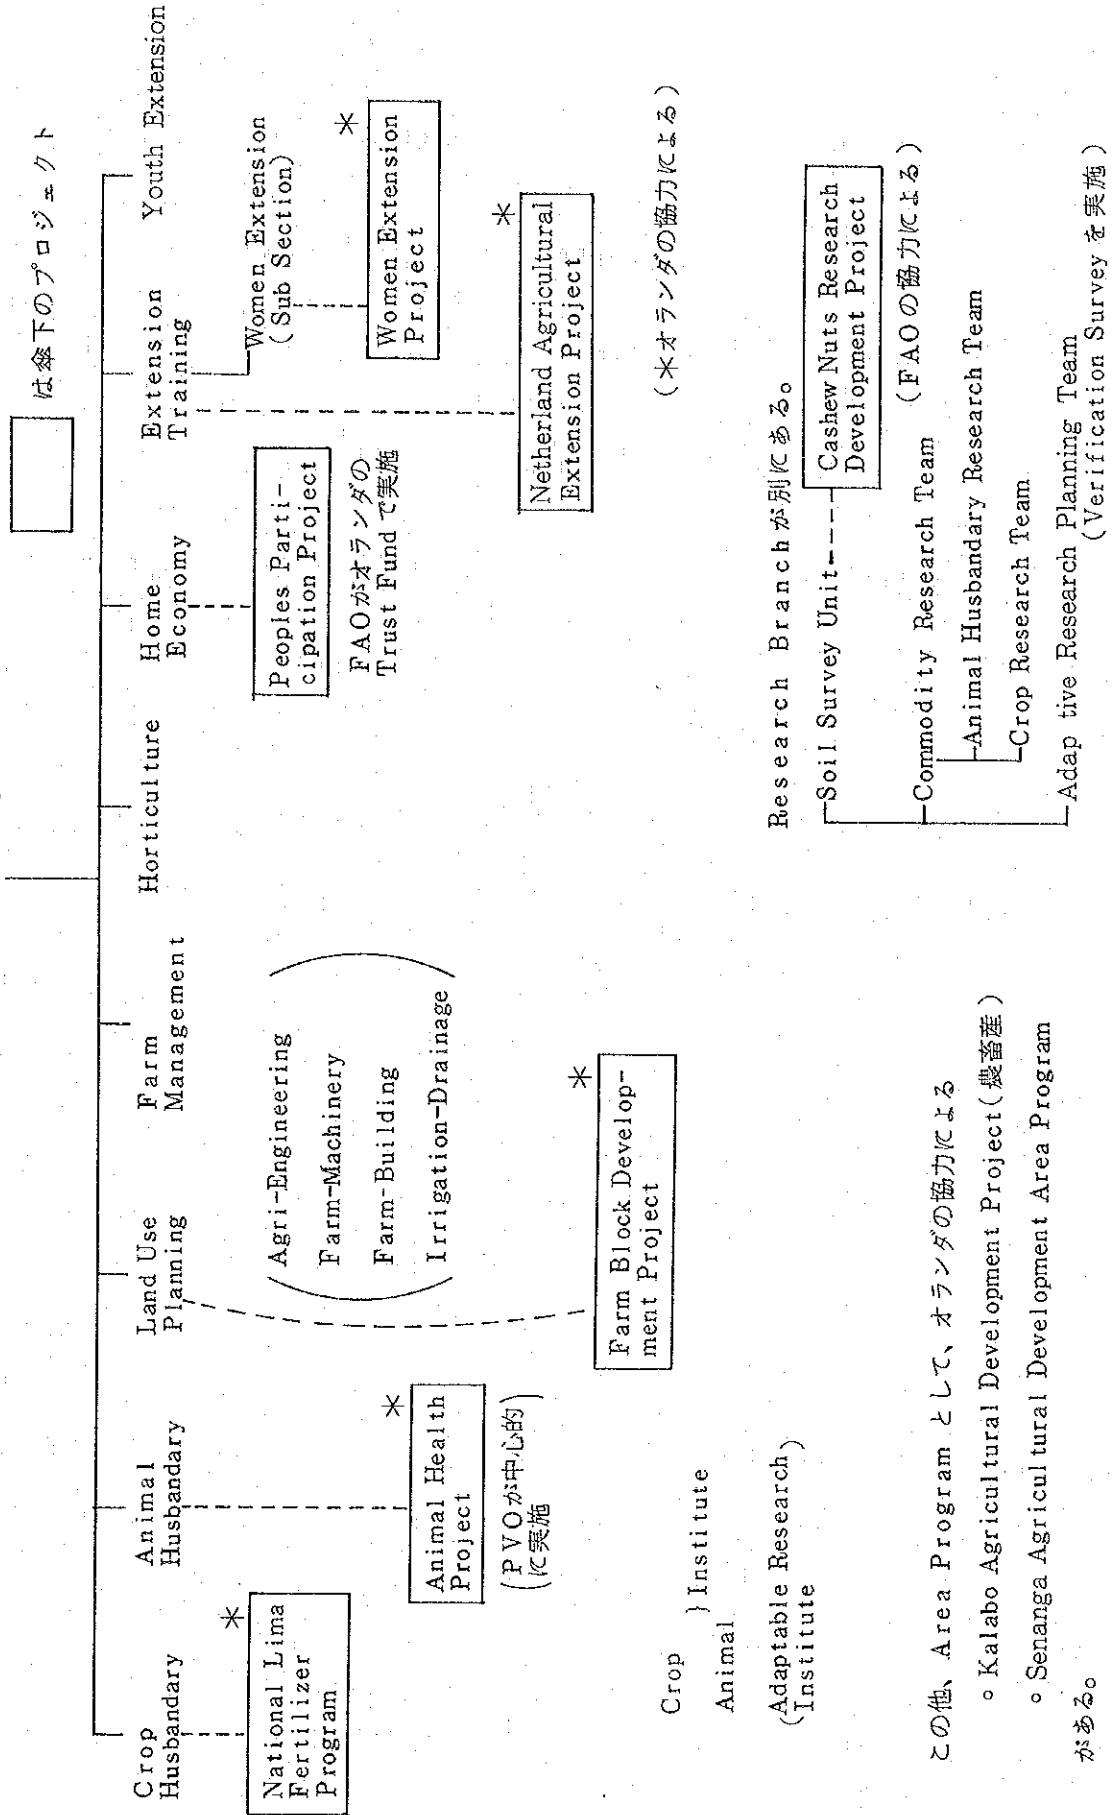 は傘下のプロジェクト
Crop
Husbandary
Animal
Husbandary
Land Use
Planning
Farm
Management
Horticulture
Home
Economy
Extension
Training
Youth Extension
National Lima
Fertilizer
Program
*
Animal Health
Project
*
(PVOが中心的
に実施)
Agri-Engineering
Farm-Machinery
Farm-Building
Irrigation-Drainage
Farm Block Develop-
ment Project
*
Peoples Parti-
cipation Project
FAOがオランダの
Trust Fundで実施
Women Extension
(Sub Section)
Women Extension
Project
*
Netherland Agricultural
Extension Project
*
(*オランダの協力による)
Crop
Animal
} Institute
(Adaptable Research)
Institute
Research Branchが別にある。
Soil Survey Unit
Cashew Nuts Research
Development Project
(FAOの協力による)
Commodity Research Team
Animal Husbandary Research Team
Crop Research Team
Adap tive Research Planning Team
(Verification Surveyを実施)
この他、Area Programとして、オランダの協力による
○ Kalabo Agricultural Development Project(農畜産)
○ Senanga Agricultural Development Area Program
がある。